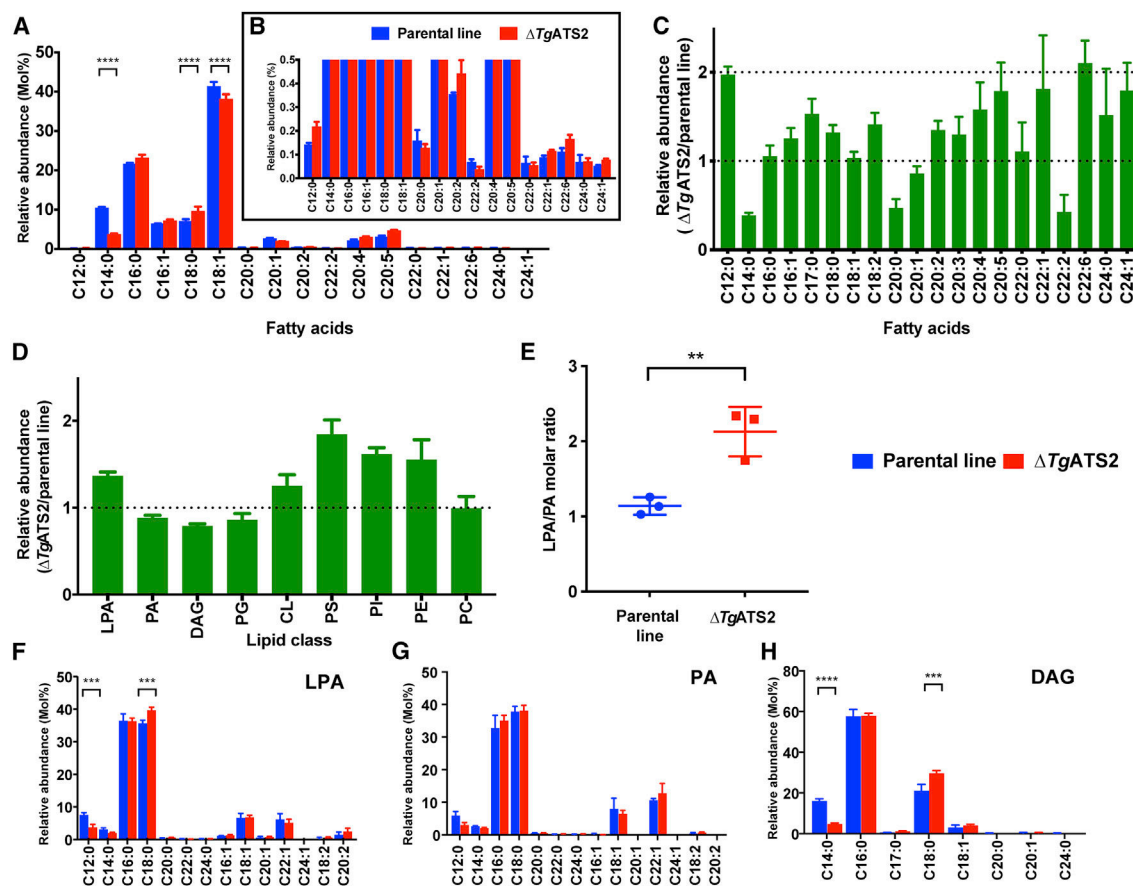 A
Relative abundance (Mol%)
50
40
30
20
10
0
****
****
****
C12:0
C14:0
C16:0
C16:1
C18:0
C18:1
C20:0
C20:1
C20:2
C22:2
C20:4
C20:5
C22:0
C22:1
C22:6
C24:0
C24:1
Fatty acids
B
Parental line
ΔTgATS2
Relative abundance (%)
0.5
0.4
0.3
0.2
0.1
0.0
C12:0
C14:0
C16:0
C16:1
C18:0
C18:1
C20:0
C20:1
C20:2
C22:2
C20:4
C20:5
C22:0
C22:1
C22:6
C24:0
C24:1
C
Relative abundance
(ΔTgATS2/parental line)
2
1
0
C12:0
C14:0
C16:0
C16:1
C17:0
C18:0
C18:1
C18:2
C20:0
C20:1
C20:2
C20:3
C20:4
C20:5
C22:0
C22:1
C22:2
C22:6
C24:0
C24:1
Fatty acids
D
Relative abundance
(ΔTgATS2/parental line)
2
1
0
LPA
PA
DAG
PG
CL
PS
PI
PE
PC
Lipid class
E
LPA/PA molar ratio
3
2
1
0
**
Parental
line
ΔTgATS2
Parental line
ΔTgATS2
F
LPA
Relative abundance (Mol%)
50
40
30
20
10
0
***
***
C12:0
C14:0
C16:0
C18:0
C20:0
C22:0
C24:0
C16:1
C18:1
C20:1
C22:1
C24:1
C18:2
C20:2
G
PA
Relative abundance (Mol%)
50
40
30
20
10
0
C12:0
C14:0
C16:0
C18:0
C20:0
C22:0
C24:0
C16:1
C18:1
C20:1
C22:1
C24:1
C18:2
C20:2
H
DAG
Relative abundance (Mol%)
80
60
40
20
0
****
***
C14:0
C16:0
C17:0
C18:0
C18:1
C20:0
C20:1
C24:0